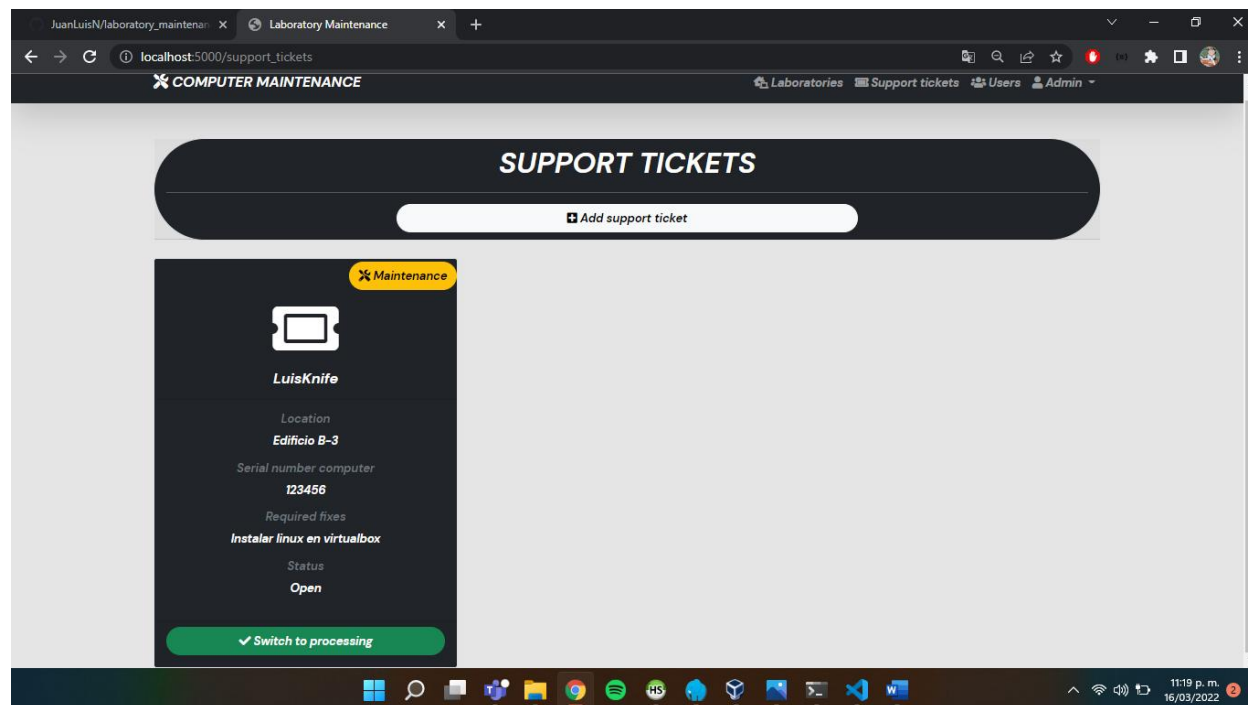 JuanLuisN/laboratory_maintenan
Laboratory Maintenance
localhost:5000/support_tickets
COMPUTER MAINTENANCE
Laboratories Support tickets Users Admin
SUPPORT TICKETS
Add support ticket
Maintenance
LuisKnife
Location
Edificio B-3
Serial number computer
123456
Required fixes
Instalar linux en virtualbox
Status
Open
Switch to processing
HS
11:19 p. m.
16/03/2022
2